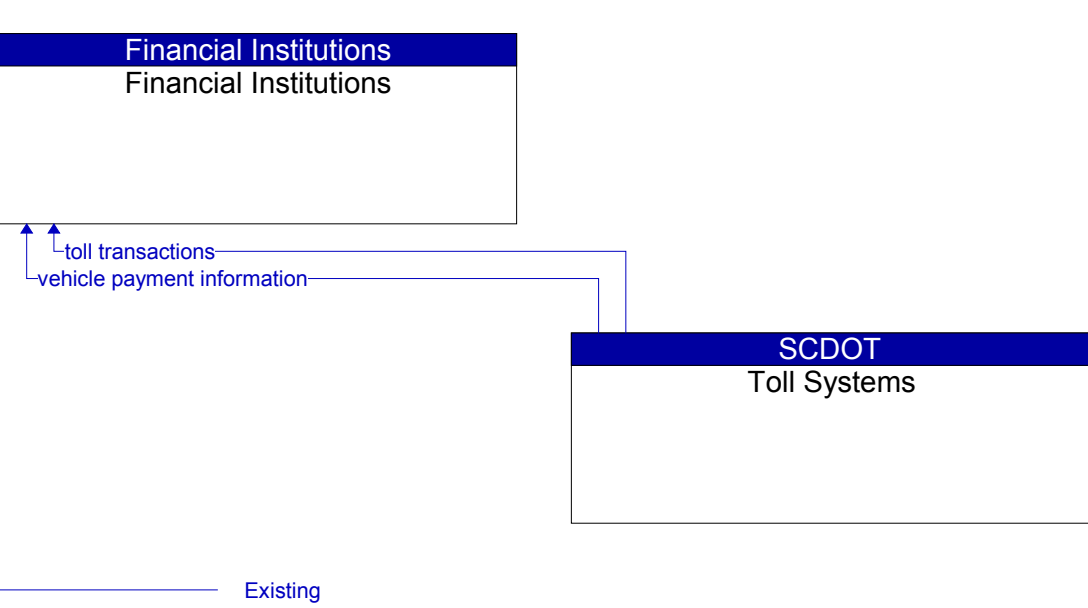 Financial Institutions
Financial Institutions
toll transactions
vehicle payment information
SCDOT
Toll Systems
Existing